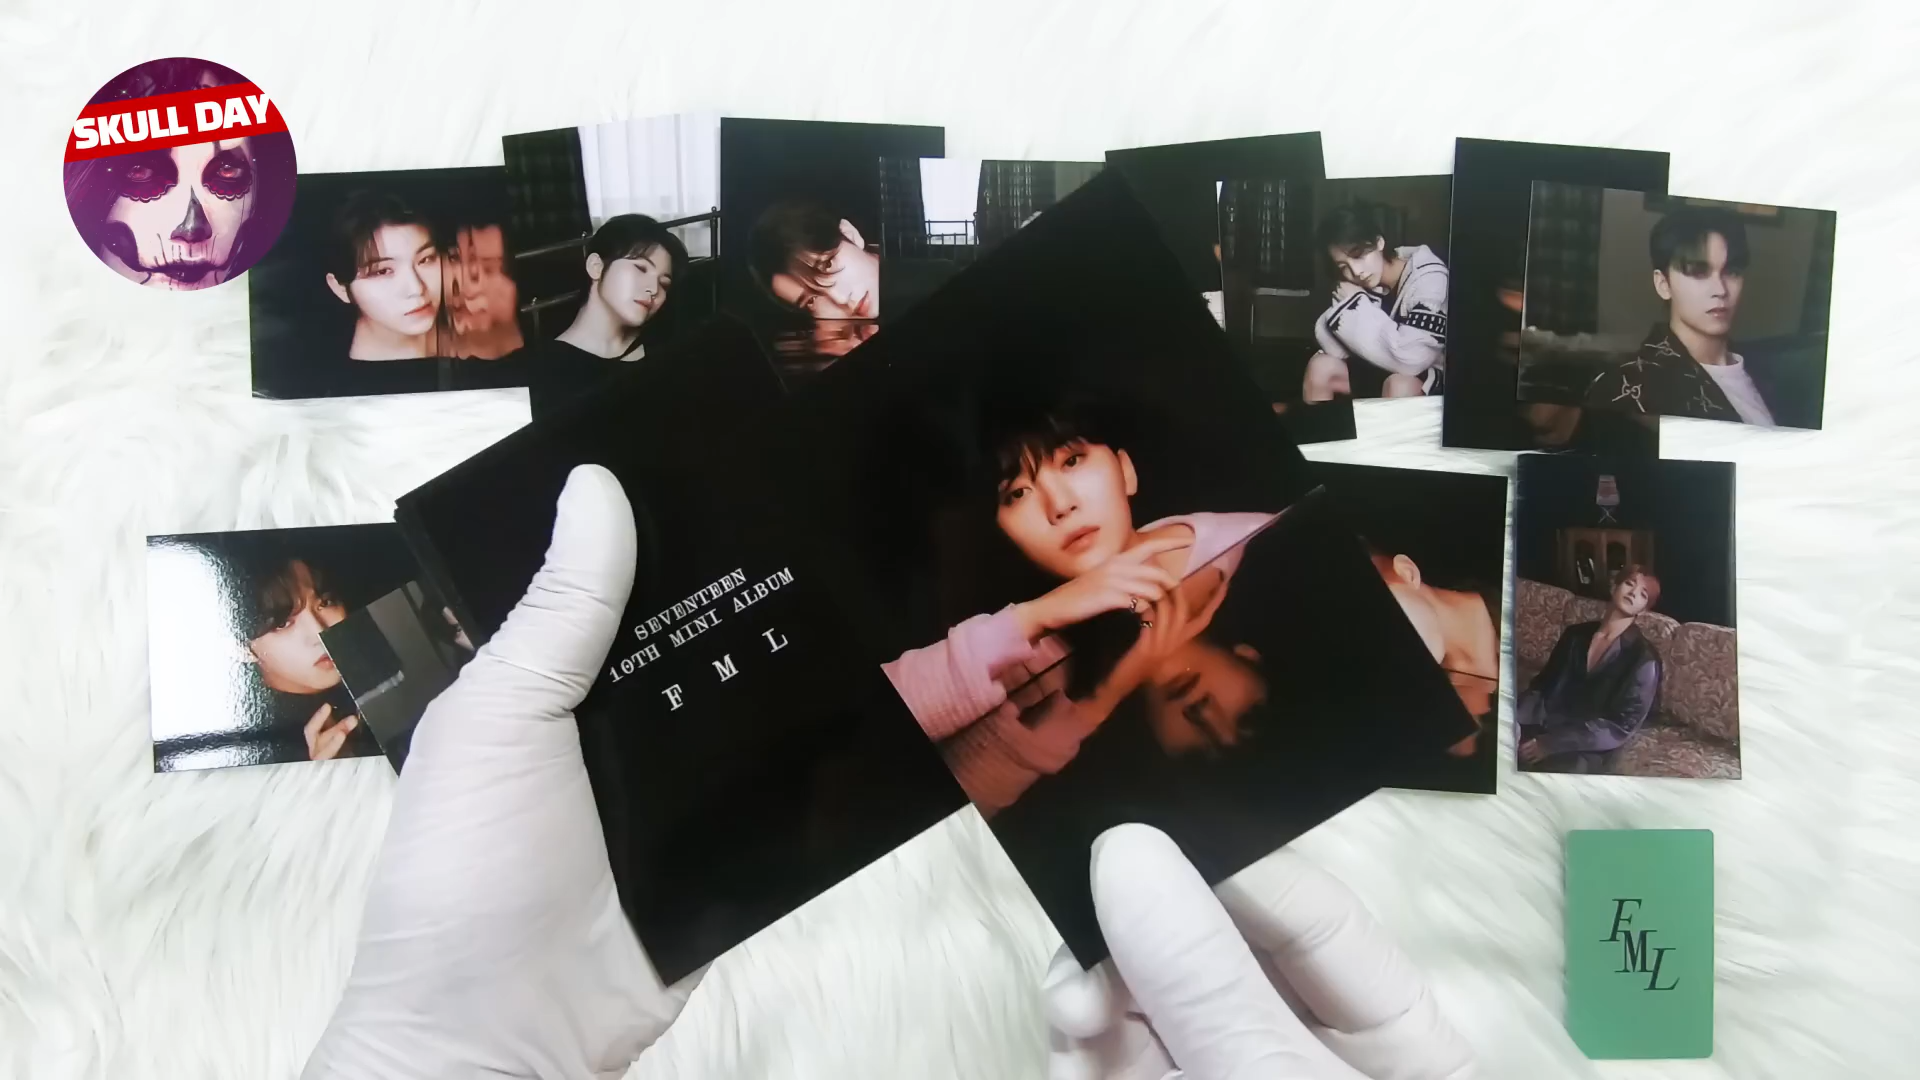 SKULL DAY
SEVENTEEN
10TH MINI ALBUM
F M L
FML